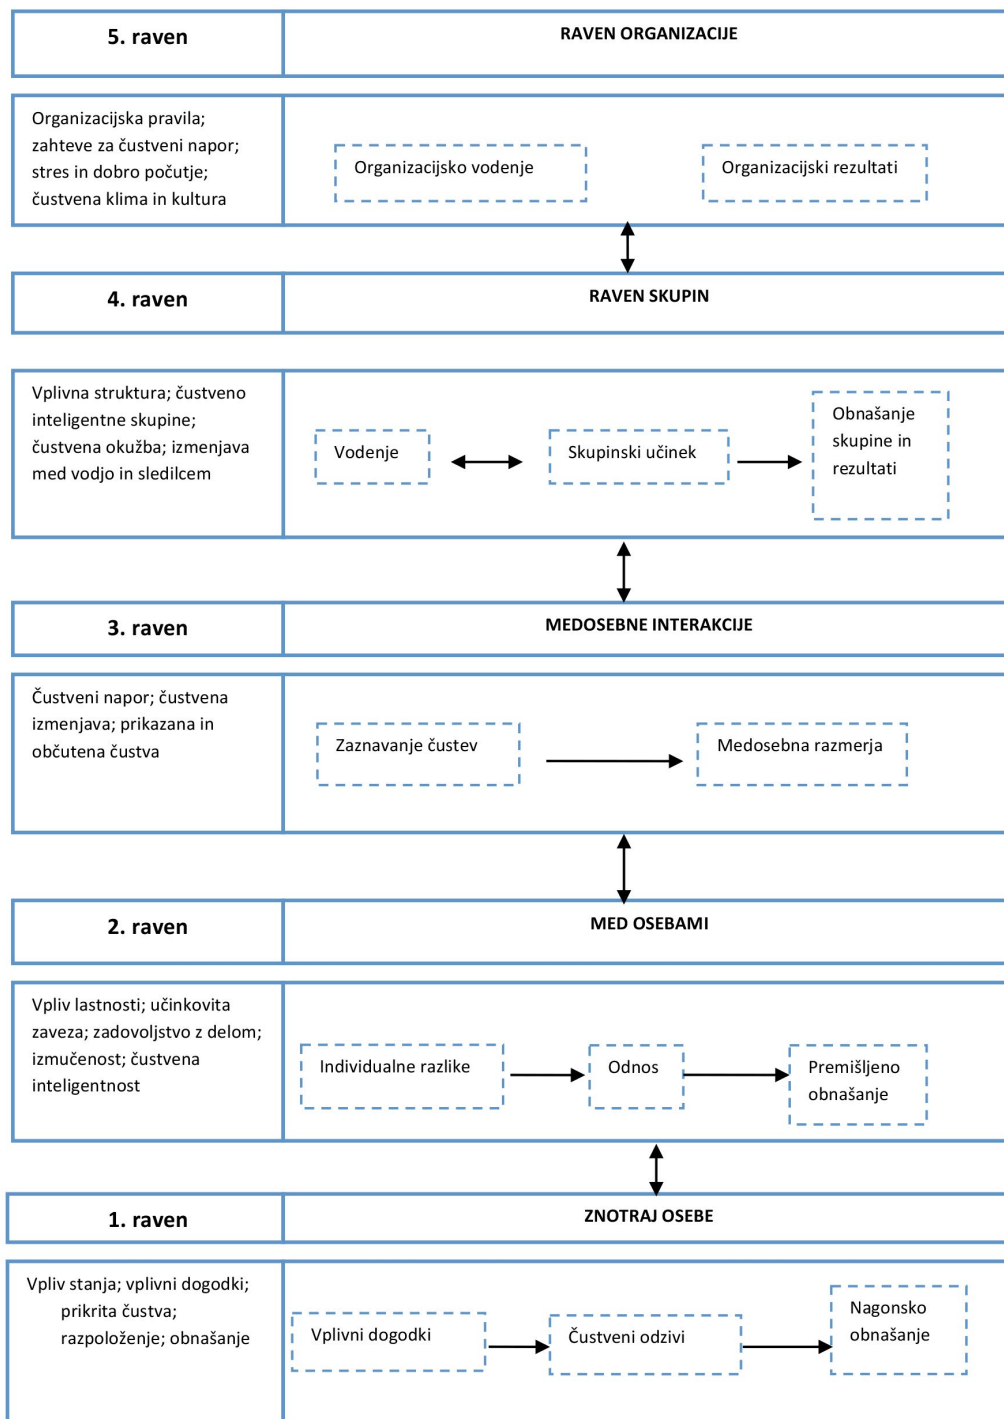 5. raven
RAVEN ORGANIZACIJE
Organizacijska pravila;
zahteve za čustveni napor;
stres in dobro počutje;
čustvena klima in kultura
Organizacijsko vodenje
Organizacijski rezultati
4. raven
RAVEN SKUPIN
Vplivna struktura; čustveno
inteligentne skupine;
čustvena okužba; izmenjava
med vodjo in sledilcem
Vodenje
Skupinski učinek
Obnašanje
skupine in
rezultati
3. raven
MEDOSEBNE INTERAKCIJE
Čustveni napor; čustvena
izmenjava; prikazana in
občutena čustva
Zaznavanje čustev
Medosebna razmerja
2. raven
MED OSEBAMI
Vpliv lastnosti; učinkovita
zaveza; zadovoljstvo z delom;
izmučenost; čustvena
inteligentnost
Individualne razlike
Odnos
Premišljeno
obnašanje
1. raven
ZNOTRAJ OSEBE
Vpliv stanja; vplivni dogodki;
prikrita čustva;
razpoloženje; obnašanje
Vplivni dogodki
Čustveni odzivi
Nagonsko
obnašanje